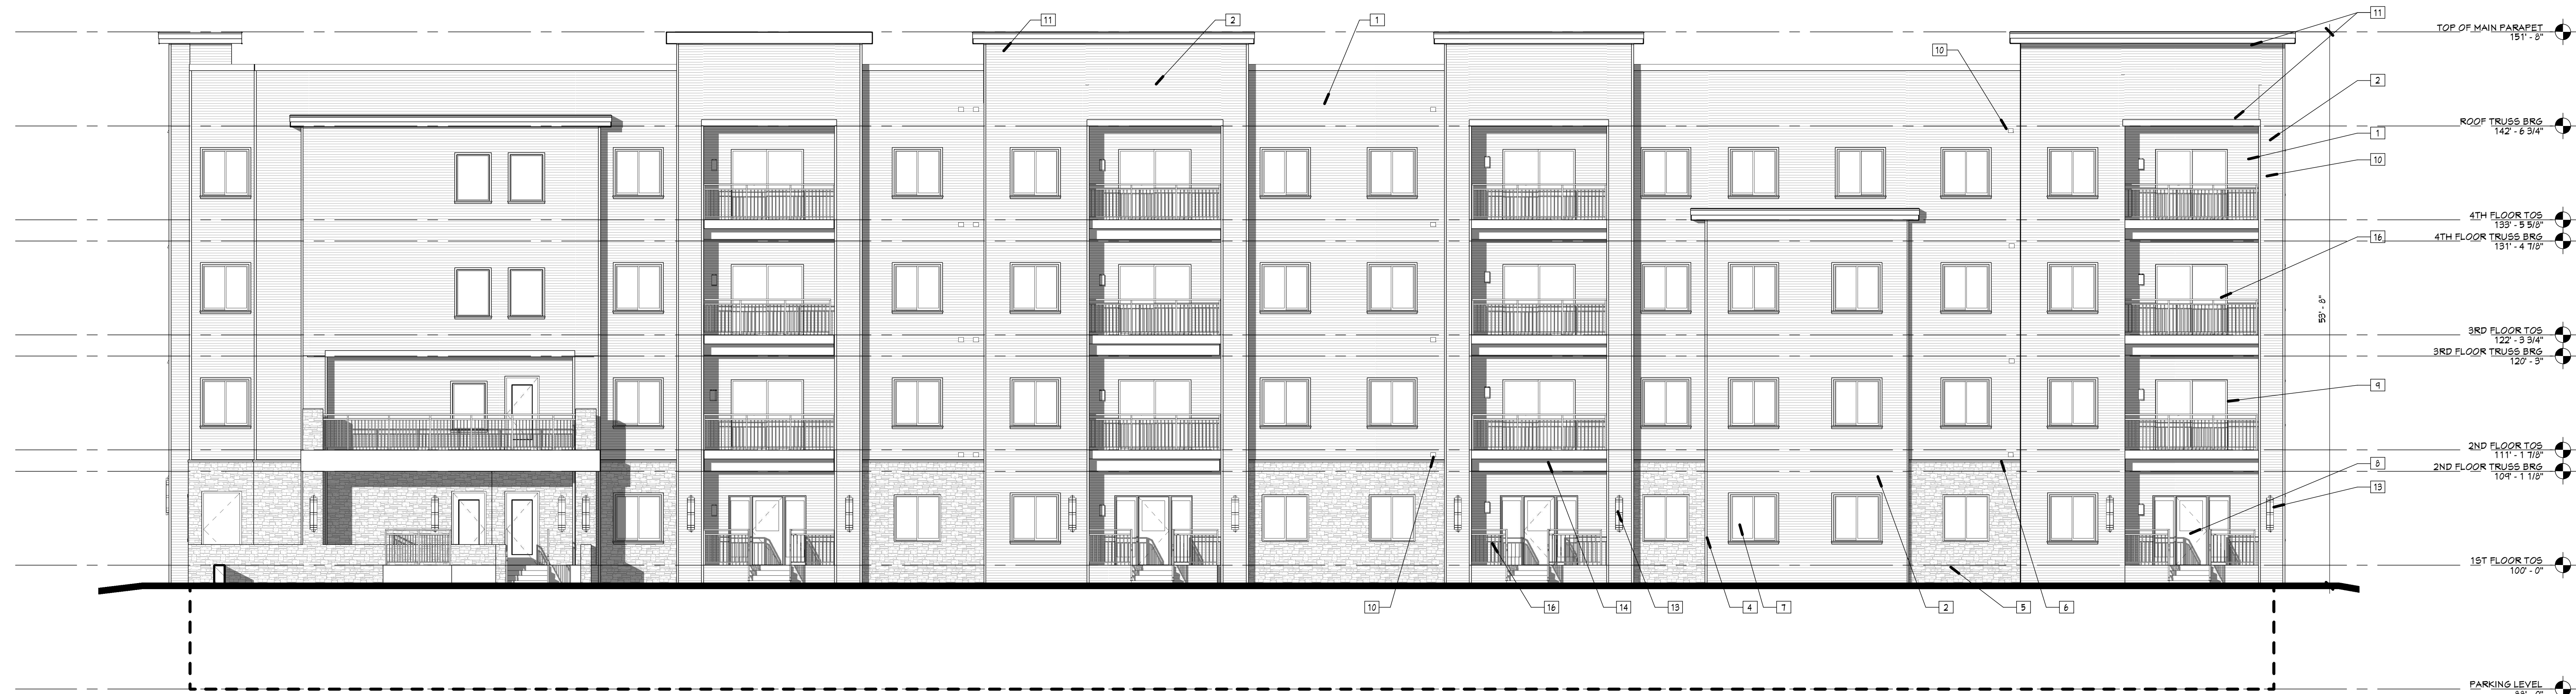 11
2
1
11
TOP OF MAIN PARAPET
151' - 8"
10
2
ROOF TRUSS BRG
142' - 6 3/4"
1
10
4TH FLOOR TOS
133' - 5 5/8"
4TH FLOOR TRUSS BRG
131' - 4 7/8"
16
53' - 8"
3RD FLOOR TOS
122' - 3 3/4"
3RD FLOOR TRUSS BRG
120' - 3"
9
2ND FLOOR TOS
111' - 1 7/8"
2ND FLOOR TRUSS BRG
109' - 1 1/8"
8
13
1ST FLOOR TOS
100' - 0"
10
16
14
13
4
7
2
5
6
PARKING LEVEL